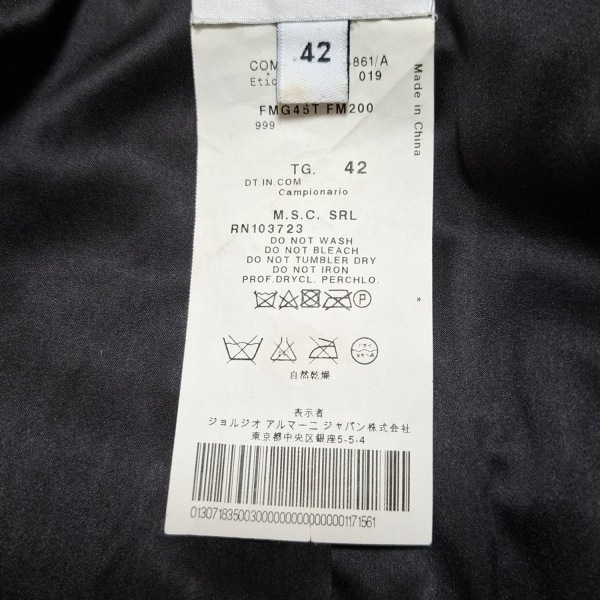 42
COM 861/A
Etic 019
FMG45T FM200
999
Made in China
TG. 42
DT.IN.COM
Campionario
M.S.C. SRL
RN103723
DO NOT WASH
DO NOT BLEACH
DO NOT TUMBLER DRY
DO NOT IRON
PROF.DRYCL. PERCHLO.
P
ドライ
自然乾燥
表示者
ジョルジオ アルマーニ ジャパン株式会社
東京都中央区銀座5-5-4